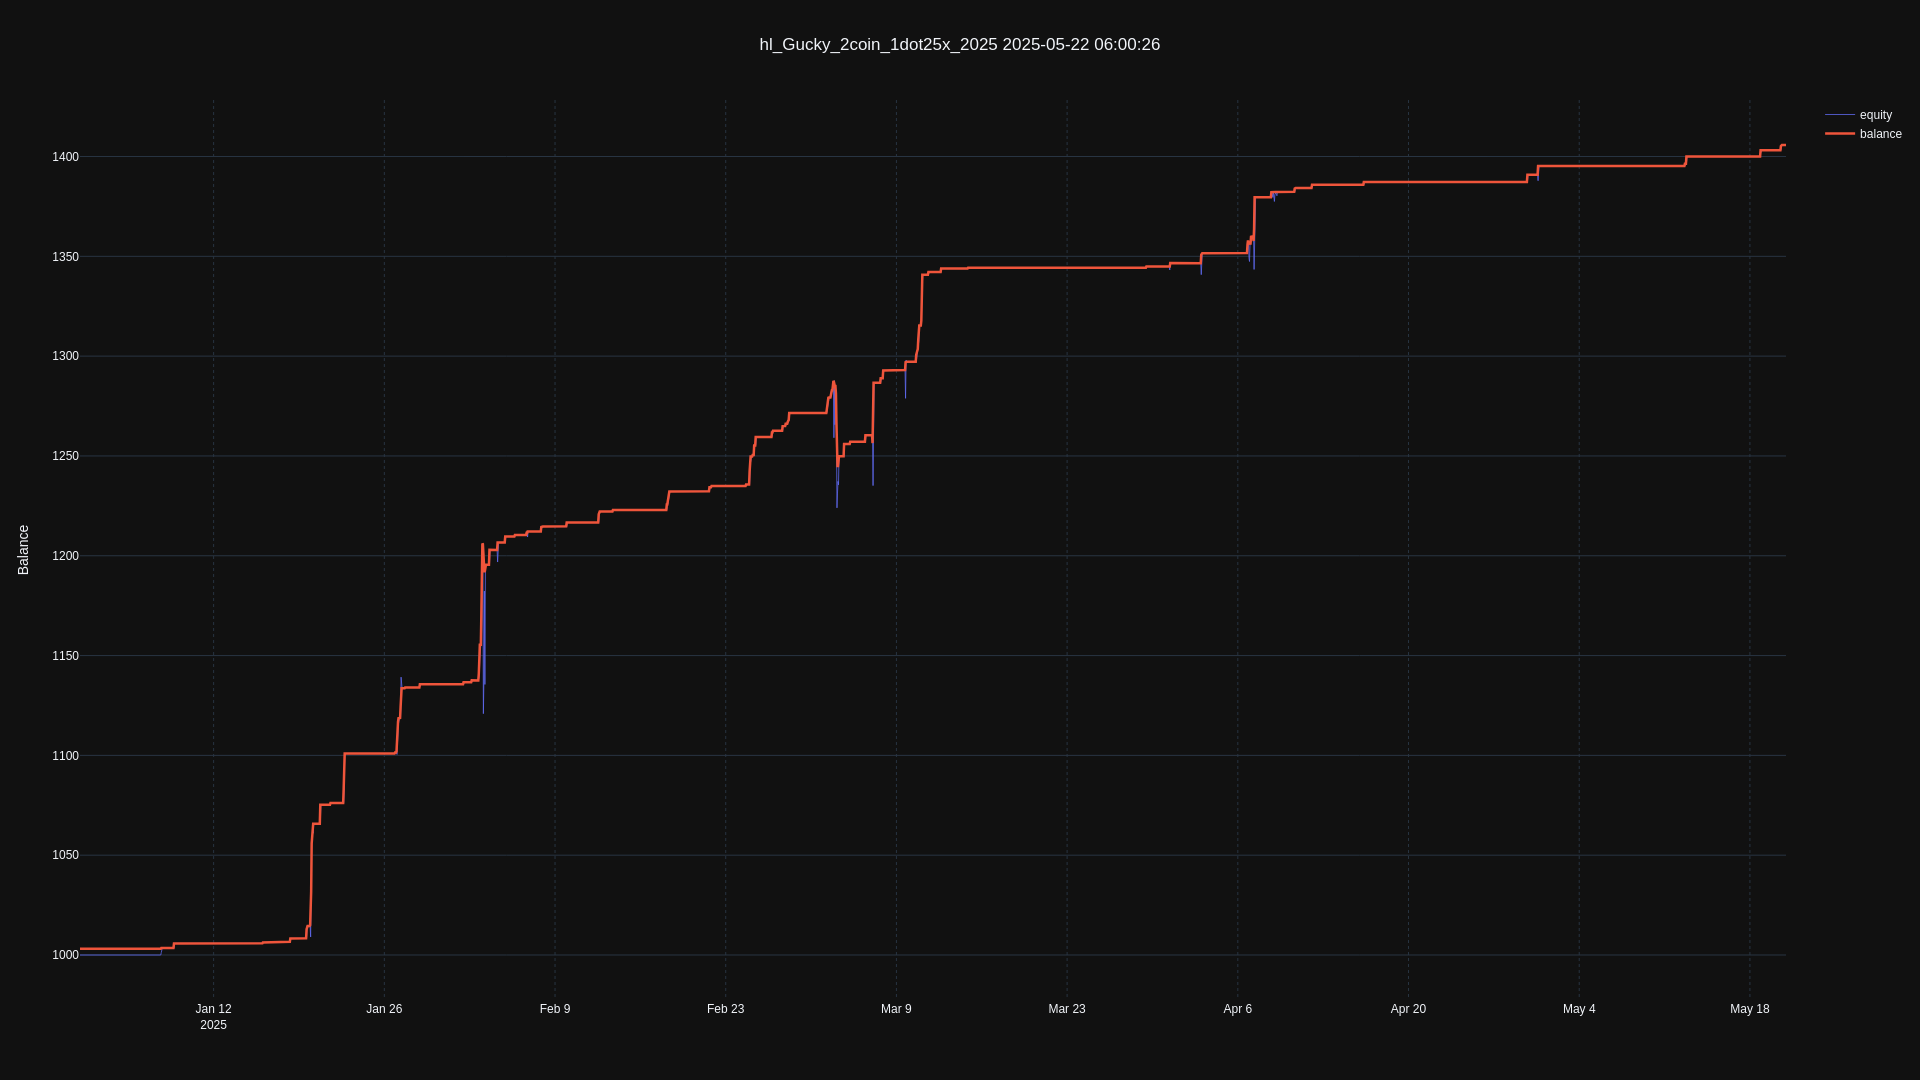 hl_Gucky_2coin_1dot25x_2025 2025-05-22 06:00:26
equity
balance
1400
1350
1300
1250
1200
1150
1100
1050
1000
Balance
Jan 12
2025
Jan 26
Feb 9
Feb 23
Mar 9
Mar 23
Apr 6
Apr 20
May 4
May 18